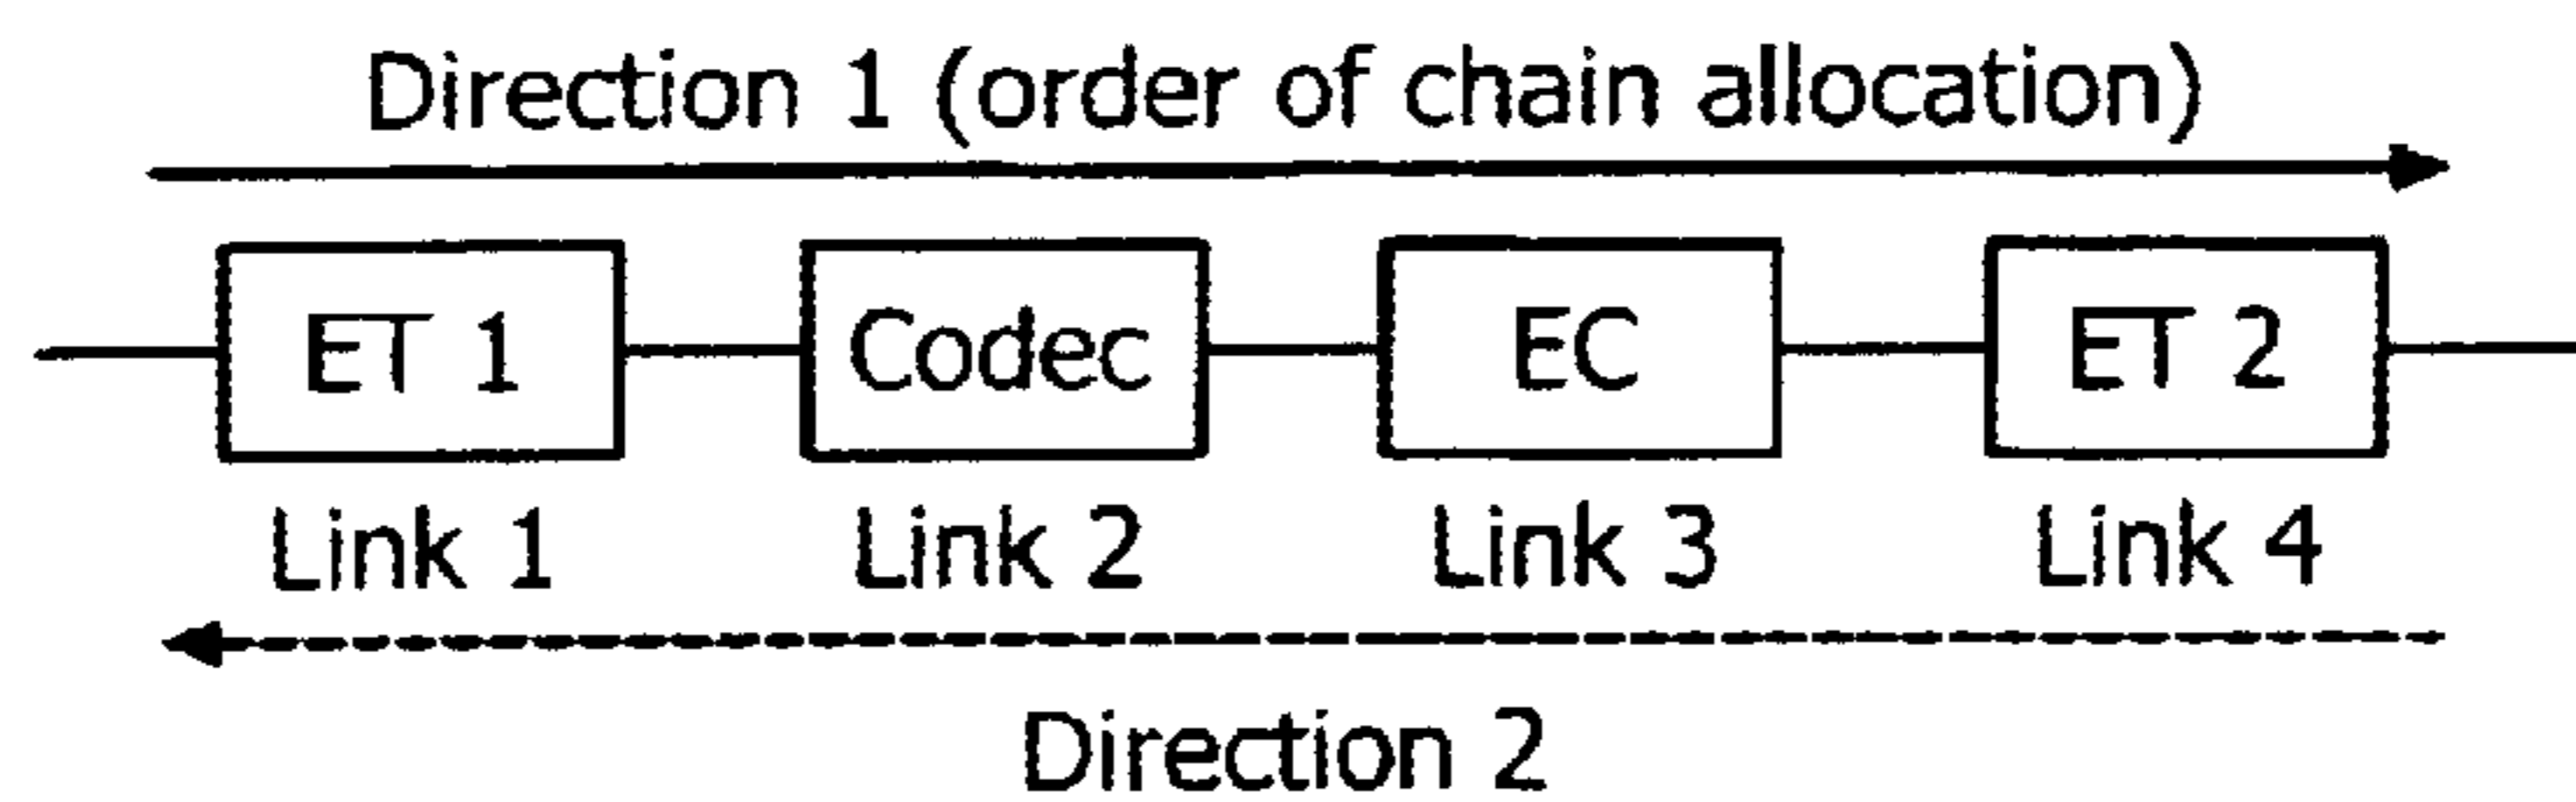 Direction 1 (order of chain allocation)
ET 1 Codec EC ET 2
Link 1 Link 2 Link 3 Link 4
Direction 2